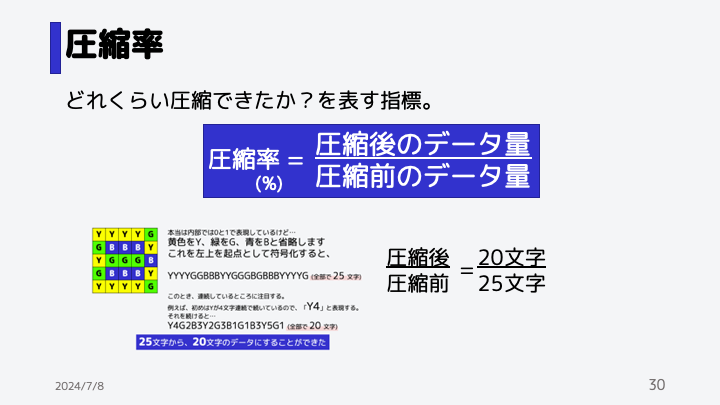 圧縮率
どれくらい圧縮できたか？を表す指標。
圧縮率 = 圧縮後のデータ量
(%) 圧縮前のデータ量
Y Y Y Y G
G B B B Y
Y G G G B
G B B B Y
Y Y Y Y G
本当は内部では0と1で表現しているけど…
黄色をY、緑をG、青をBと省略します
これを左上を起点として符号化すると、
YYYYGGBBBYYGGGBGBBBYYYYG (全部で 25 文字)
このとき、連続しているところに注目する。
例えば、初めはYが4文字連続で続いているので、「Y4」と表現する。
それを続けると…
Y4G2B3Y2G3B1G1B3Y5G1 (全部で 20 文字)
25文字から、20文字のデータにすることができた
圧縮後 = 20文字
圧縮前 25文字
2024/7/8
30